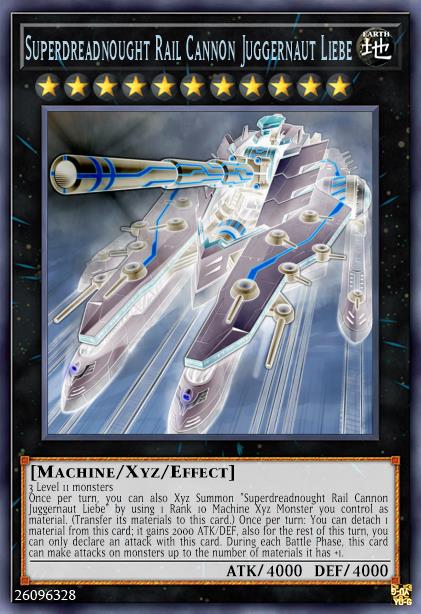 Superdreadnought Rail Cannon Juggernaut Liebe
EARTH
地
[Machine/Xyz/Effect]
3 Level 11 monsters
Once per turn, you can also Xyz Summon "Superdreadnought Rail Cannon
Juggernaut Liebe" by using 1 Rank 10 Machine Xyz Monster you control as
material. (Transfer its materials to this card.) Once per turn: You can detach 1
material from this card; it gains 2000 ATK/DEF, also for the rest of this turn, you
can only declare an attack with this card. During each Battle Phase, this card
can make attacks on monsters up to the number of materials it has +1.
ATK/4000 DEF/4000
26096328